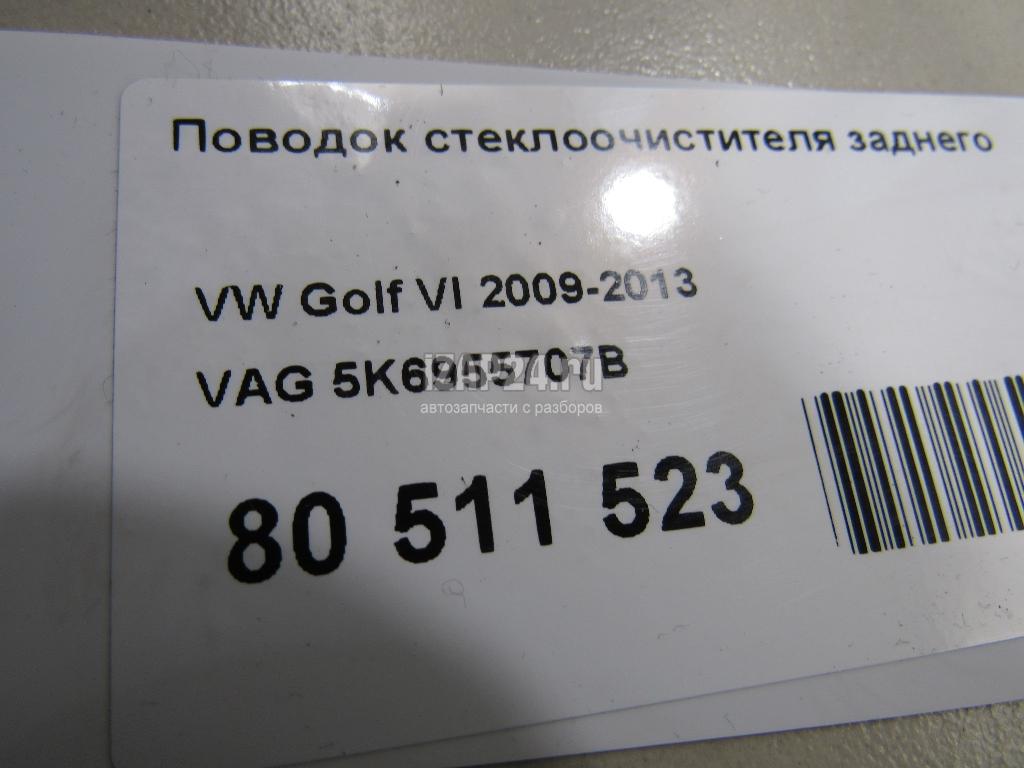 Поводок стеклоочистителя заднего
VW Golf VI 2009-2013
VAG 5K6955707B
автозапчасти с разборов
80 511 523